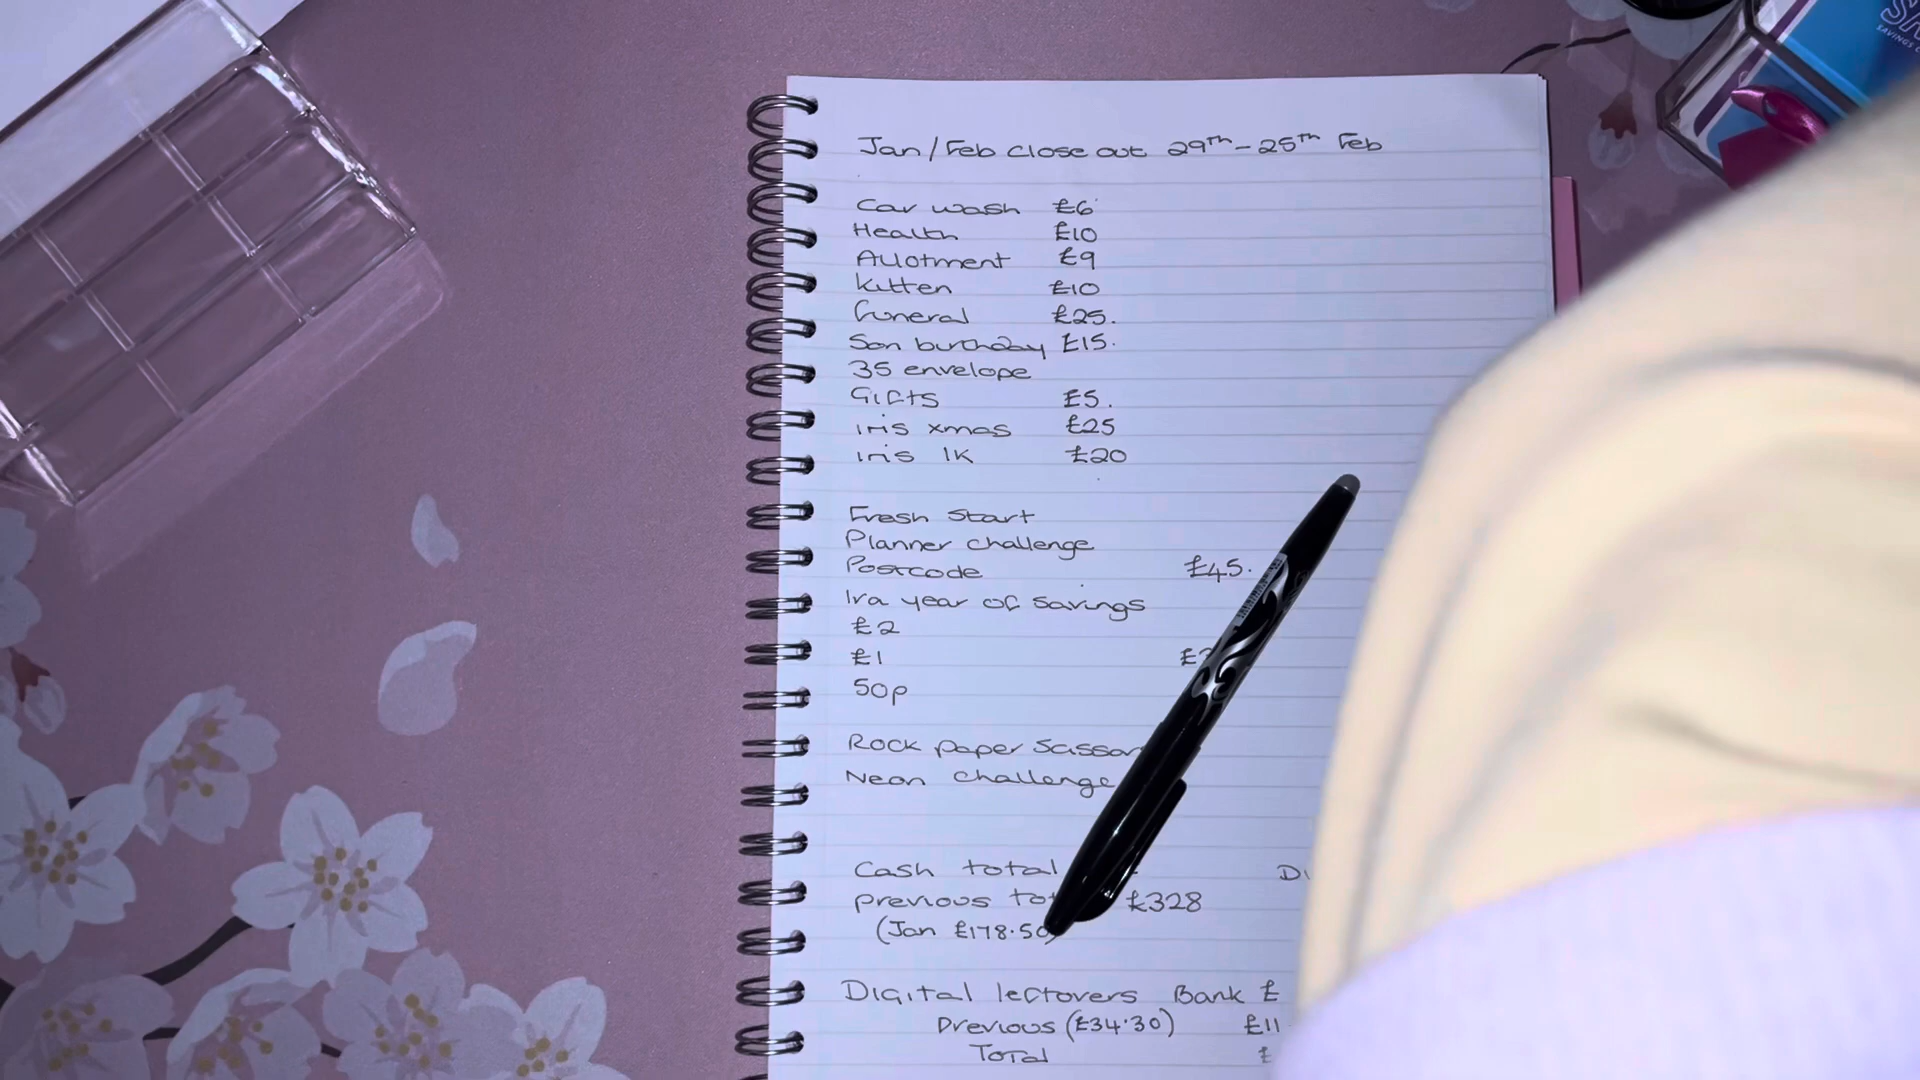 Jan/Feb close out 29th-25th Feb
Car wash £6
Health £10
Allotment £9
Kitten £10
Funeral £25.
Son birthday £15.
35 envelope
Gifts £5.
Iris xmas £25
Iris 1K £20
Fresh Start
Planner challenge
Postcode £45.
Iva year of savings
£2
£1
50p
Rock paper Scissor
Neon challenge
Cash total
previous tot £328
(Jan £178.50)
Digital leftovers Bank £
Previous (£34.30) £11
Total £